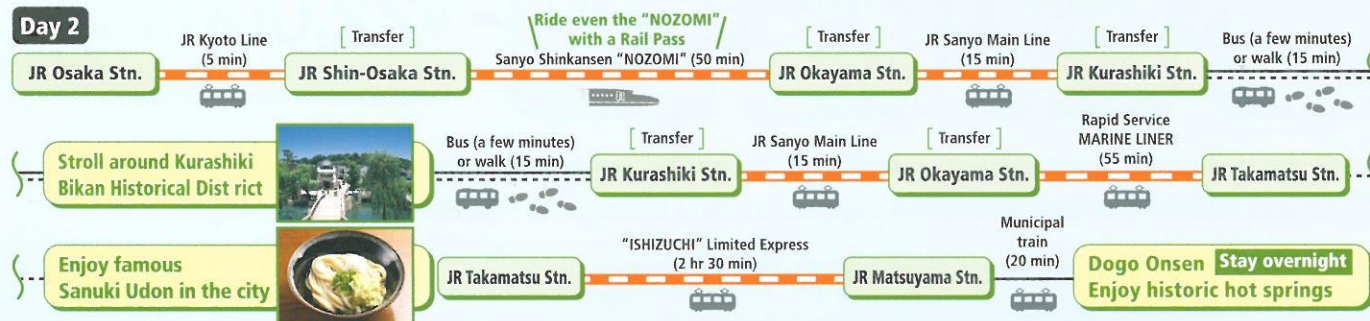 Day 2
JR Osaka Stn.
JR Kyoto Line
(5 min)
[ Transfer ]
JR Shin-Osaka Stn.
Ride even the “NOZOMI”
with a Rail Pass
Sanyo Shinkansen “NOZOMI” (50 min)
[ Transfer ]
JR Okayama Stn.
JR Sanyo Main Line
(15 min)
[ Transfer ]
JR Kurashiki Stn.
Bus (a few minutes)
or walk (15 min)
Stroll around Kurashiki
Bikan Historical Dist rict
Bus (a few minutes)
or walk (15 min)
[ Transfer ]
JR Kurashiki Stn.
JR Sanyo Main Line
(15 min)
[ Transfer ]
JR Okayama Stn.
Rapid Service
MARINE LINER
(55 min)
JR Takamatsu Stn.
Enjoy famous
Sanuki Udon in the city
JR Takamatsu Stn.
“ISHIZUCHI” Limited Express
(2 hr 30 min)
JR Matsuyama Stn.
Municipal
train
(20 min)
Dogo Onsen Stay overnight
Enjoy historic hot springs